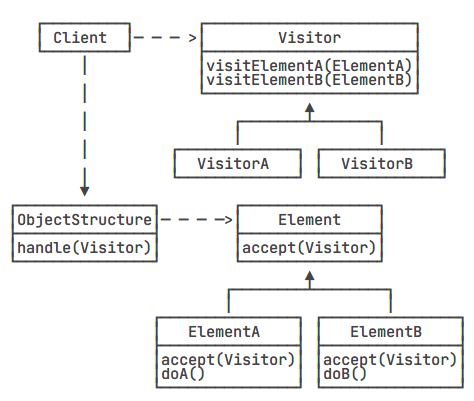 Client
Visitor
visitElementA(ElementA)
visitElementB(ElementB)
VisitorA
VisitorB
ObjectStructure
handle(Visitor)
Element
accept(Visitor)
ElementA
accept(Visitor)
doA()
ElementB
accept(Visitor)
doB()